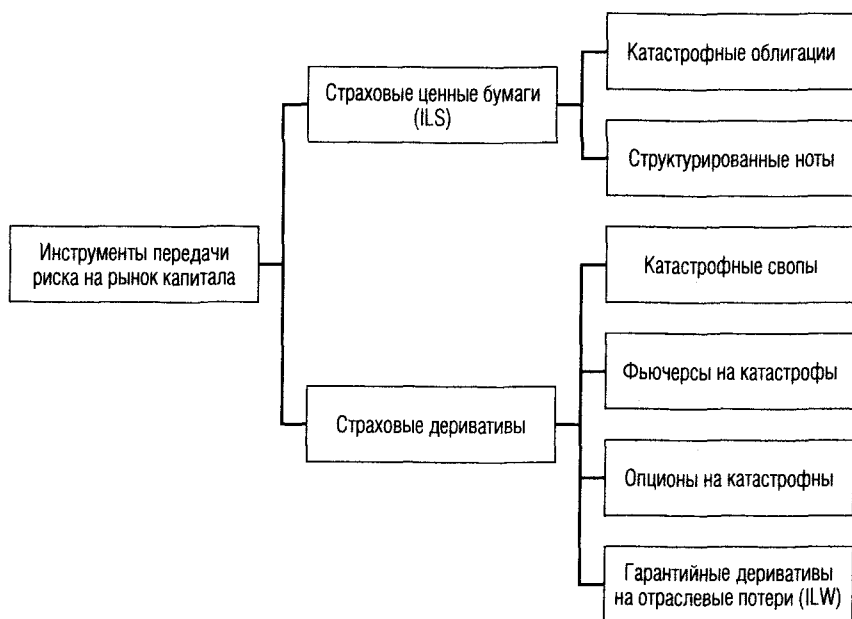 Катастрофные облигации
Страховые ценные бумаги
(ILS)
Структурированные ноты
Инструменты передачи
риска на рынок капитала
Катастрофные свопы
Фьючерсы на катастрофы
Страховые деривативы
Опционы на катастрофны
Гарантийные деривативы
на отраслевые потери (ILW)